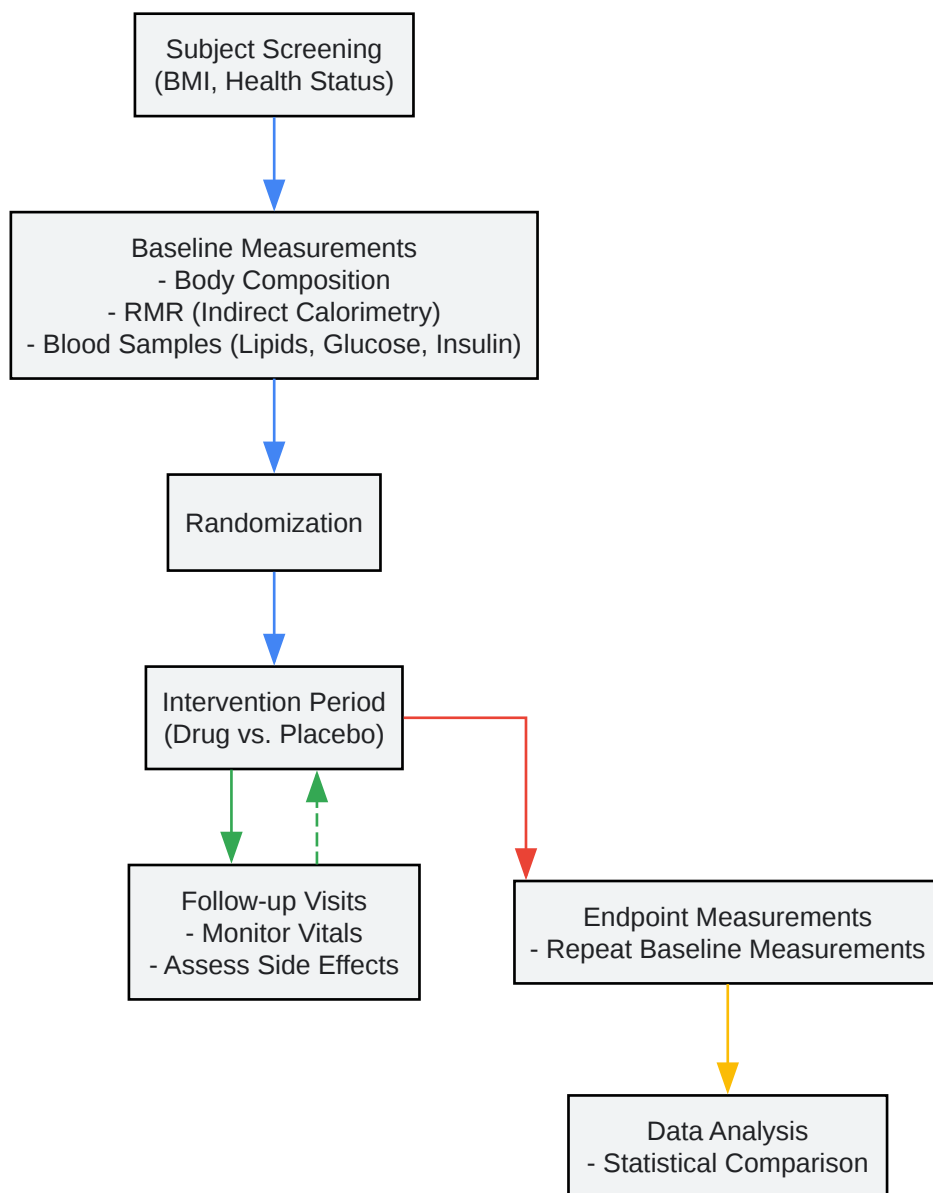 Subject Screening
(BMI, Health Status)
Baseline Measurements
- Body Composition
- RMR (Indirect Calorimetry)
- Blood Samples (Lipids, Glucose, Insulin)
Randomization
Intervention Period
(Drug vs. Placebo)
Follow-up Visits
- Monitor Vitals
- Assess Side Effects
Endpoint Measurements
- Repeat Baseline Measurements
Data Analysis
- Statistical Comparison